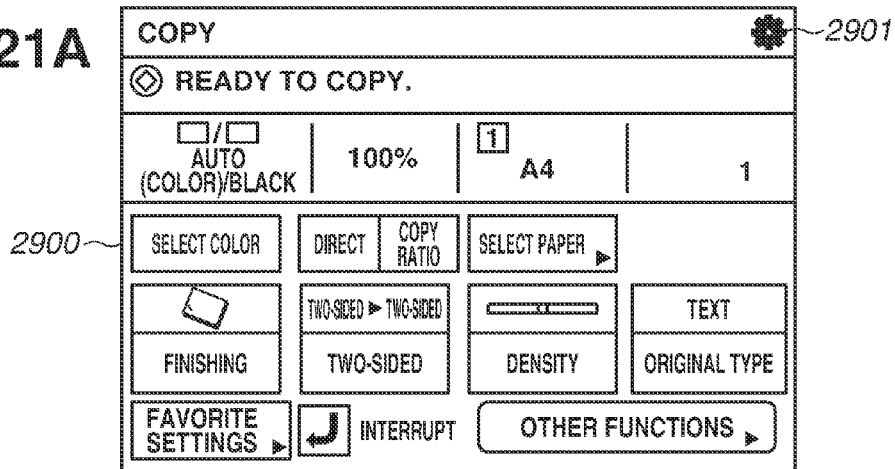 21A
COPY
2901
READY TO COPY.
AUTO
(COLOR)/BLACK
100%
1
A4
1
2900
SELECT COLOR
DIRECT
COPY
RATIO
SELECT PAPER
TWO-SIDED ▶ TWO-SIDED
TEXT
FINISHING
TWO-SIDED
DENSITY
ORIGINAL TYPE
FAVORITE
SETTINGS
INTERRUPT
OTHER FUNCTIONS